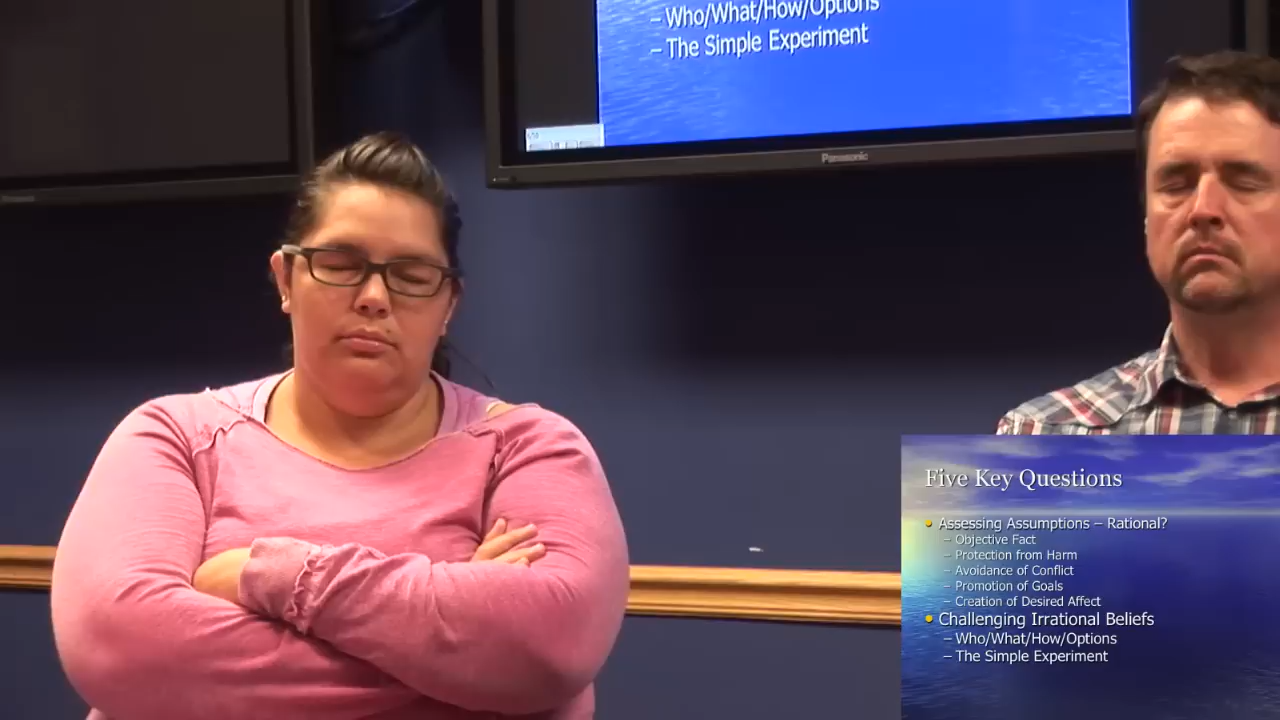 – Who/What/How/Options
– The Simple Experiment
Panasonic
Five Key Questions
• Assessing Assumptions – Rational?
– Objective Fact
– Protection from Harm
– Avoidance of Conflict
– Promotion of Goals
– Creation of Desired Affect
• Challenging Irrational Beliefs
– Who/What/How/Options
– The Simple Experiment